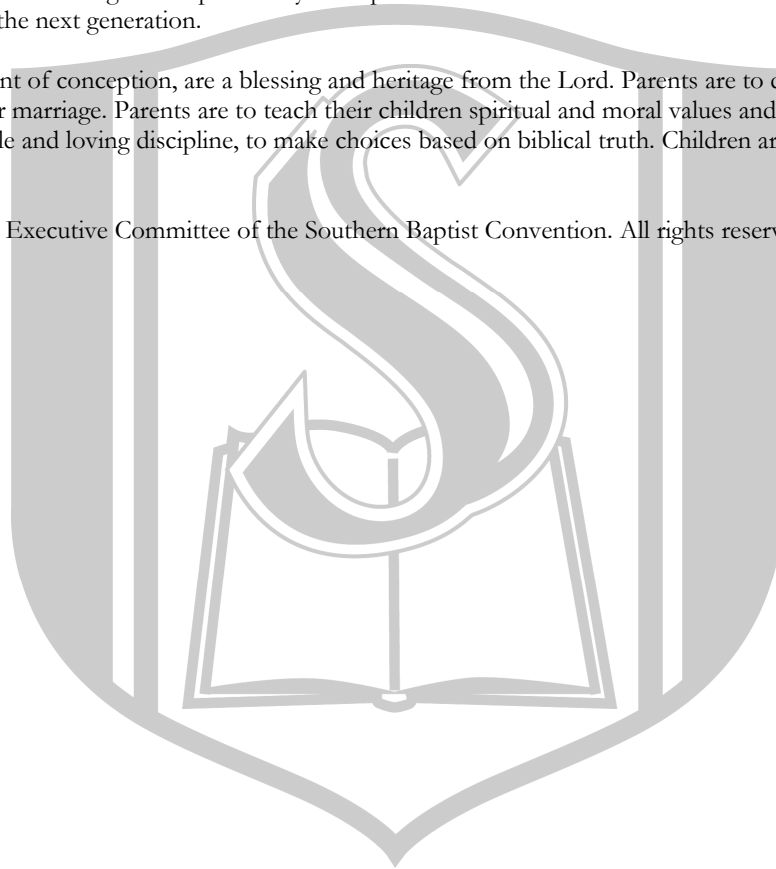 the next generation.
nt of conception, are a blessing and heritage from the Lord. Parents are to
r marriage. Parents are to teach their children spiritual and moral values and
le and loving discipline, to make choices based on biblical truth. Children ar
Executive Committee of the Southern Baptist Convention. All rights reserv
S